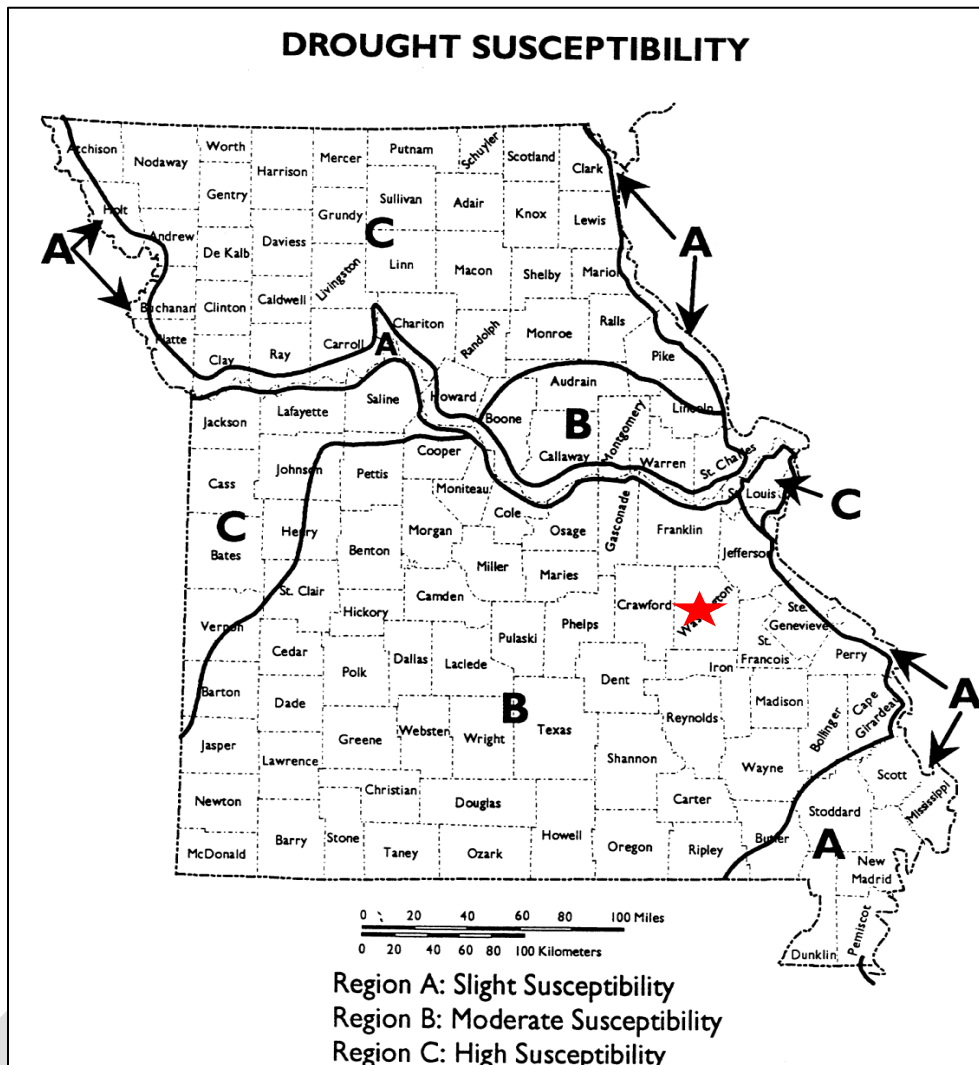 DROUGHT SUSCEPTIBILITY
Atchison
Nodaway
Worth
Harrison
Mercer
Putnam
Schuyler
Scotland
Clark
Gentry
Sullivan
Adair
Knox
Lewis
Holt
Grundy
A
Andrew
De Kalb
Daviess
C
A
A
Livingston
Linn
Macon
Shelby
Marion
Buchanan
Clinton
Caldwell
Chariton
Randolph
Monroe
Ralls
Platte
Clay
Ray
Carroll
A
Pike
Audrain
Howard
Boone
Lincoln
Jackson
Lafayette
Saline
B
Montgomery
Callaway
Warren
St. Charles
Cooper
Johnson
Pettis
Cass
Moniteau
St. Louis
C
Cole
Osage
Gasconade
Franklin
C
Henry
Morgan
Jefferson
Bates
Benton
Miller
Maries
St. Clair
Camden
Crawford
Washington
Hickory
Ste.
Genevieve
Vernon
Pulaski
Phelps
St.
Francois
Cedar
Polk
Dallas
Laclede
Iron
Perry
Dent
A
Barton
Dade
B
Texas
Reynolds
Madison
Bollinger
Cape
Girardeau
Jasper
Greene
Webster
Wright
Shannon
Lawrence
Wayne
Scott
Mississippi
Newton
Christian
Douglas
Carter
Stoddard
Barry
Stone
Taney
Ozark
Howell
Oregon
Ripley
Butler
A
McDonald
New
Madrid
Pemiscot
Dunklin
0 20 40 60 80 100 Miles
0 20 40 60 80 100 Kilometers
Region A: Slight Susceptibility
Region B: Moderate Susceptibility
Region C: High Susceptibility